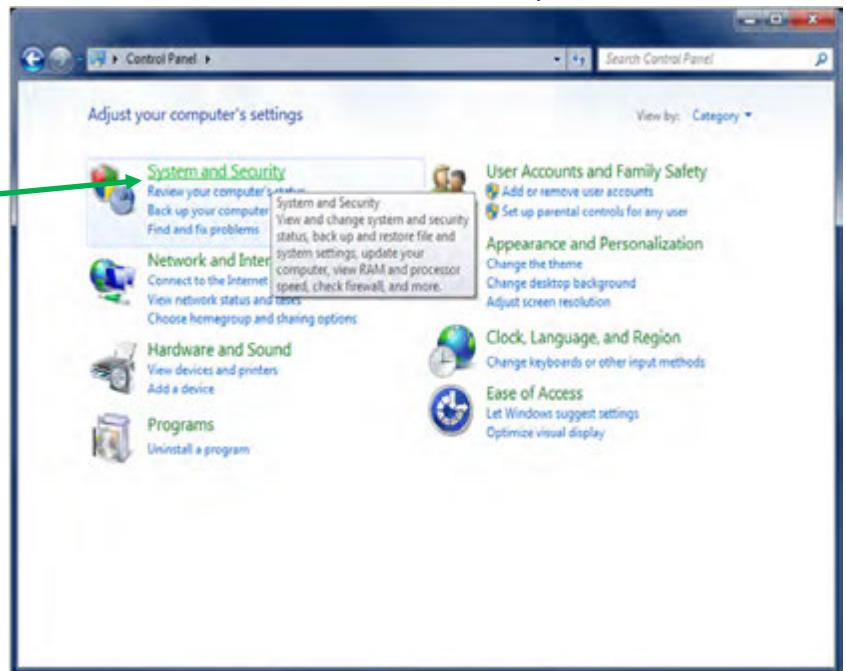 Control Panel
Search Control Panel
Adjust your computer's settings
View by: Category
System and Security
Review your computer's status
Back up your computer
Find and fix problems
System and Security
View and change system and security
status, back up and restore file and
system settings, update your
computer, view RAM and processor
speed, check firewall, and more.
Network and Inter
Connect to the Internet
View network status and tasks
Choose homegroup and sharing options
Hardware and Sound
View devices and printers
Add a device
Programs
Uninstall a program
User Accounts and Family Safety
Add or remove user accounts
Set up parental controls for any user
Appearance and Personalization
Change the theme
Change desktop background
Adjust screen resolution
Clock, Language, and Region
Change keyboards or other input methods
Ease of Access
Let Windows suggest settings
Optimize visual display